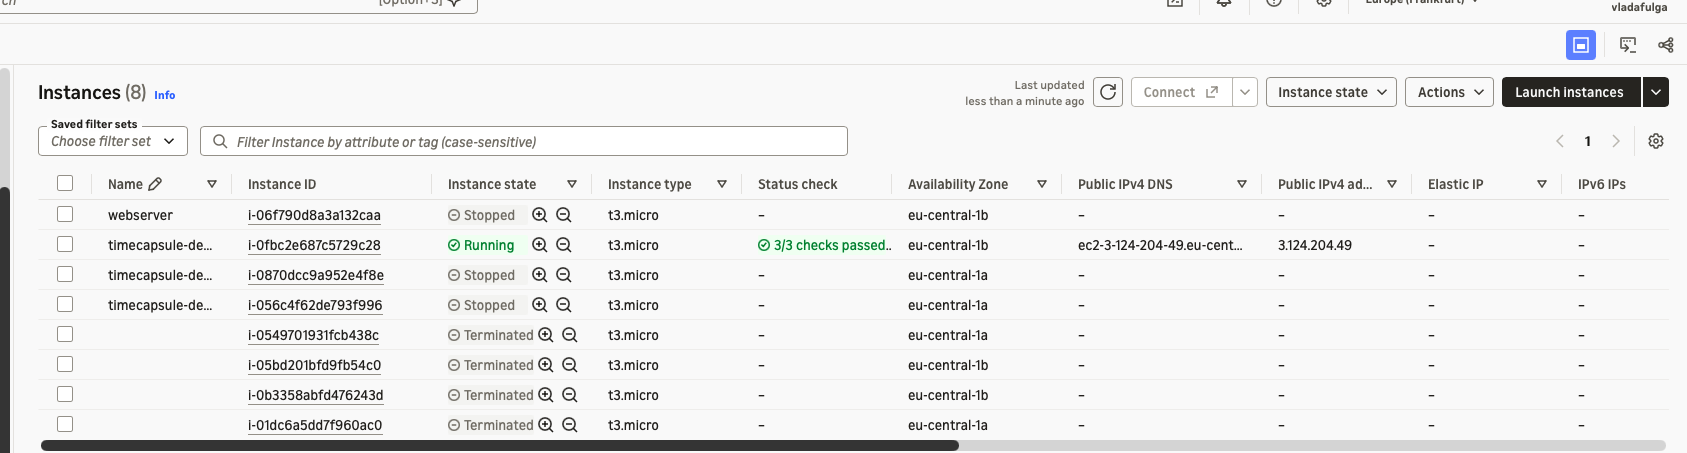 [Option+S]
Europe (Frankfurt)
vladafulga
Instances (8) Info
Last updated
less than a minute ago
Connect
Instance state
Actions
Launch instances
Saved filter sets
Choose filter set
Filter Instance by attribute or tag (case-sensitive)
1
Name Instance ID Instance state Instance type Status check Availability Zone Public IPv4 DNS Public IPv4 ad... Elastic IP IPv6 IPs
webserver i-06f790d8a3a132caa Stopped t3.micro – eu-central-1b – – – –
timecapsule-de... i-0fbc2e687c5729c28 Running t3.micro 3/3 checks passed.. eu-central-1b ec2-3-124-204-49.eu-cent... 3.124.204.49 – –
timecapsule-de... i-0870dcc9a952e4f8e Stopped t3.micro – eu-central-1a – – – –
timecapsule-de... i-056c4f62de793f996 Stopped t3.micro – eu-central-1a – – – –
i-0549701931fcb438c Terminated t3.micro – eu-central-1a – – – –
i-05bd201bfd9fb54c0 Terminated t3.micro – eu-central-1b – – – –
i-0b3358abfd476243d Terminated t3.micro – eu-central-1b – – – –
i-01dc6a5dd7f960ac0 Terminated t3.micro – eu-central-1a – – – –